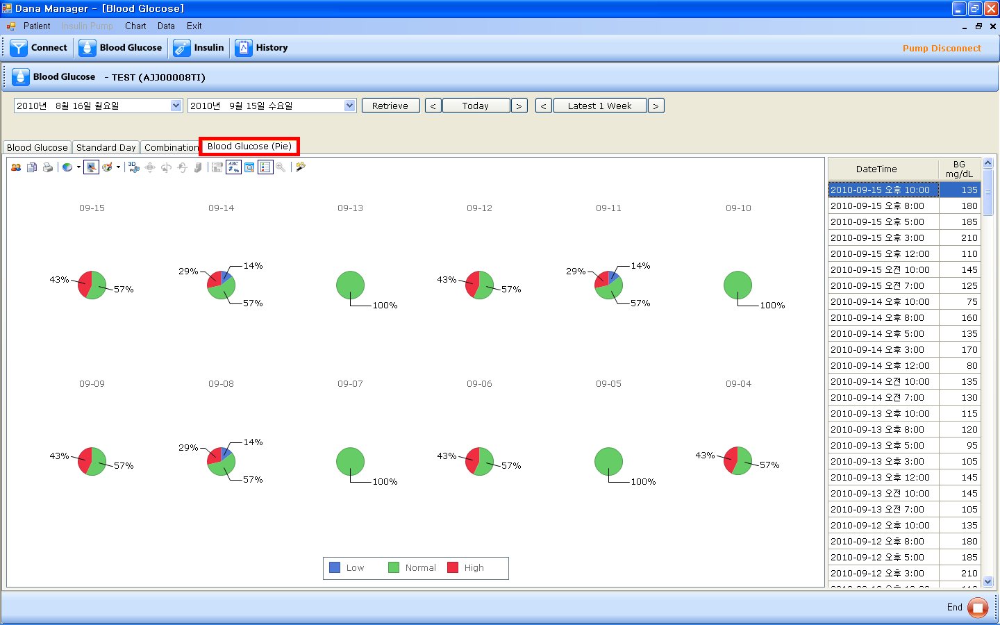 Dana Manager - [Blood Glocose]
Patient Insulin Pump Chart Data Exit
Connect Blood Glucose Insulin History Pump Disconnect
Blood Glucose - TEST (AJJ00008TI)
2010년 8월 16일 월요일 2010년 9월 15일 수요일 Retrieve < Today > < Latest 1 Week >
Blood Glucose Standard Day Combination Blood Glucose (Pie)
3D ABC # %
09-15 09-14 09-13 09-12 09-11 09-10
43% 57% 29% 14% 57% 100% 43% 57% 29% 14% 57% 100%
09-09 09-08 09-07 09-06 09-05 09-04
43% 57% 29% 14% 57% 100% 43% 57% 100% 43% 57%
Low Normal High
DateTime BG mg/dL
2010-09-15 오후 10:00 135
2010-09-15 오후 8:00 180
2010-09-15 오후 5:00 185
2010-09-15 오후 3:00 210
2010-09-15 오후 12:00 110
2010-09-15 오전 10:00 145
2010-09-15 오전 7:00 125
2010-09-14 오후 10:00 75
2010-09-14 오후 8:00 160
2010-09-14 오후 5:00 135
2010-09-14 오후 3:00 170
2010-09-14 오후 12:00 80
2010-09-14 오전 10:00 135
2010-09-14 오전 7:00 130
2010-09-13 오후 10:00 115
2010-09-13 오후 8:00 120
2010-09-13 오후 5:00 95
2010-09-13 오후 3:00 105
2010-09-13 오후 12:00 145
2010-09-13 오전 10:00 145
2010-09-13 오전 7:00 105
2010-09-12 오후 10:00 135
2010-09-12 오후 8:00 180
2010-09-12 오후 5:00 185
2010-09-12 오후 3:00 210
End